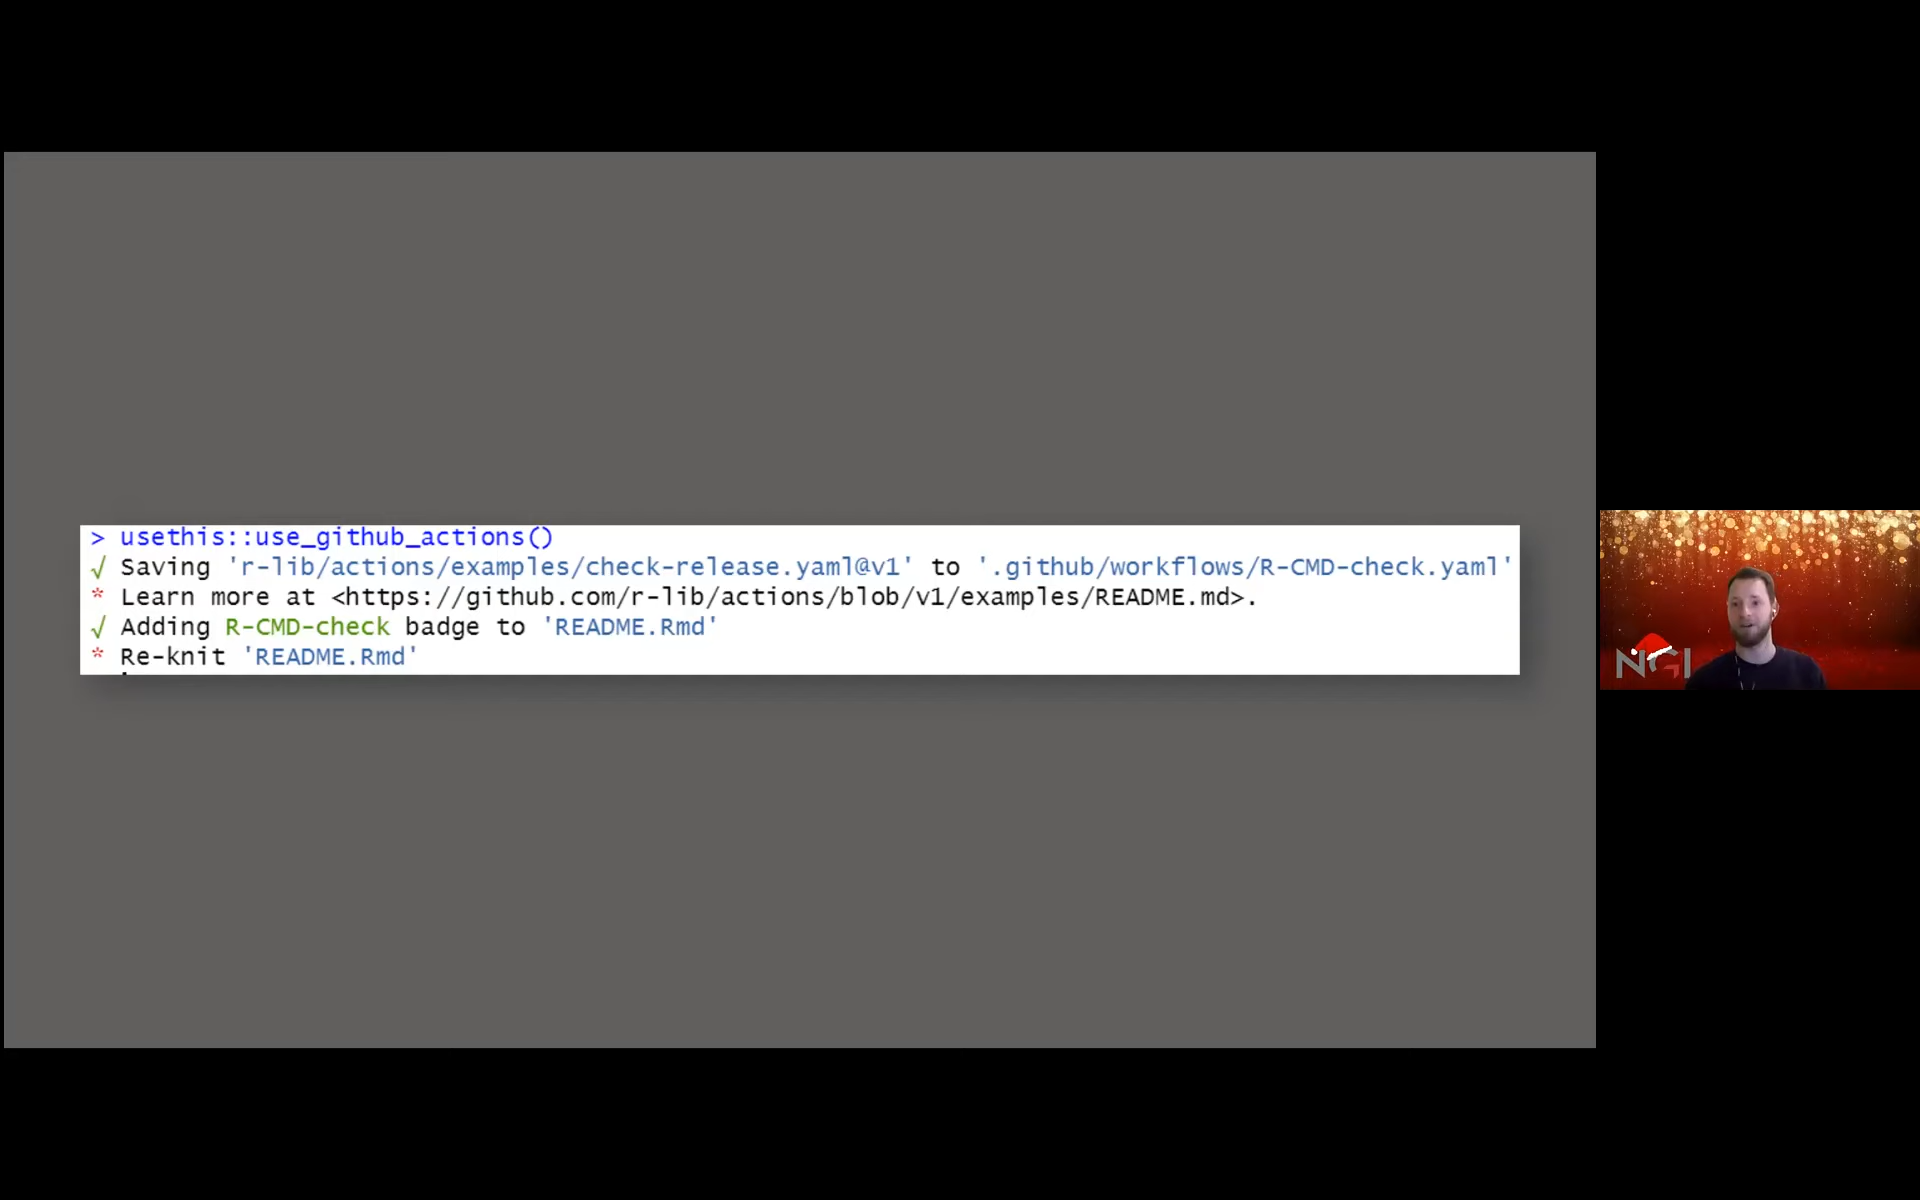 > usethis::use_github_actions()
√ Saving 'r-lib/actions/examples/check-release.yaml@v1' to '.github/workflows/R-CMD-check.yaml'
* Learn more at <https://github.com/r-lib/actions/blob/v1/examples/README.md>.
√ Adding R-CMD-check badge to 'README.Rmd'
* Re-knit 'README.Rmd'
NGI